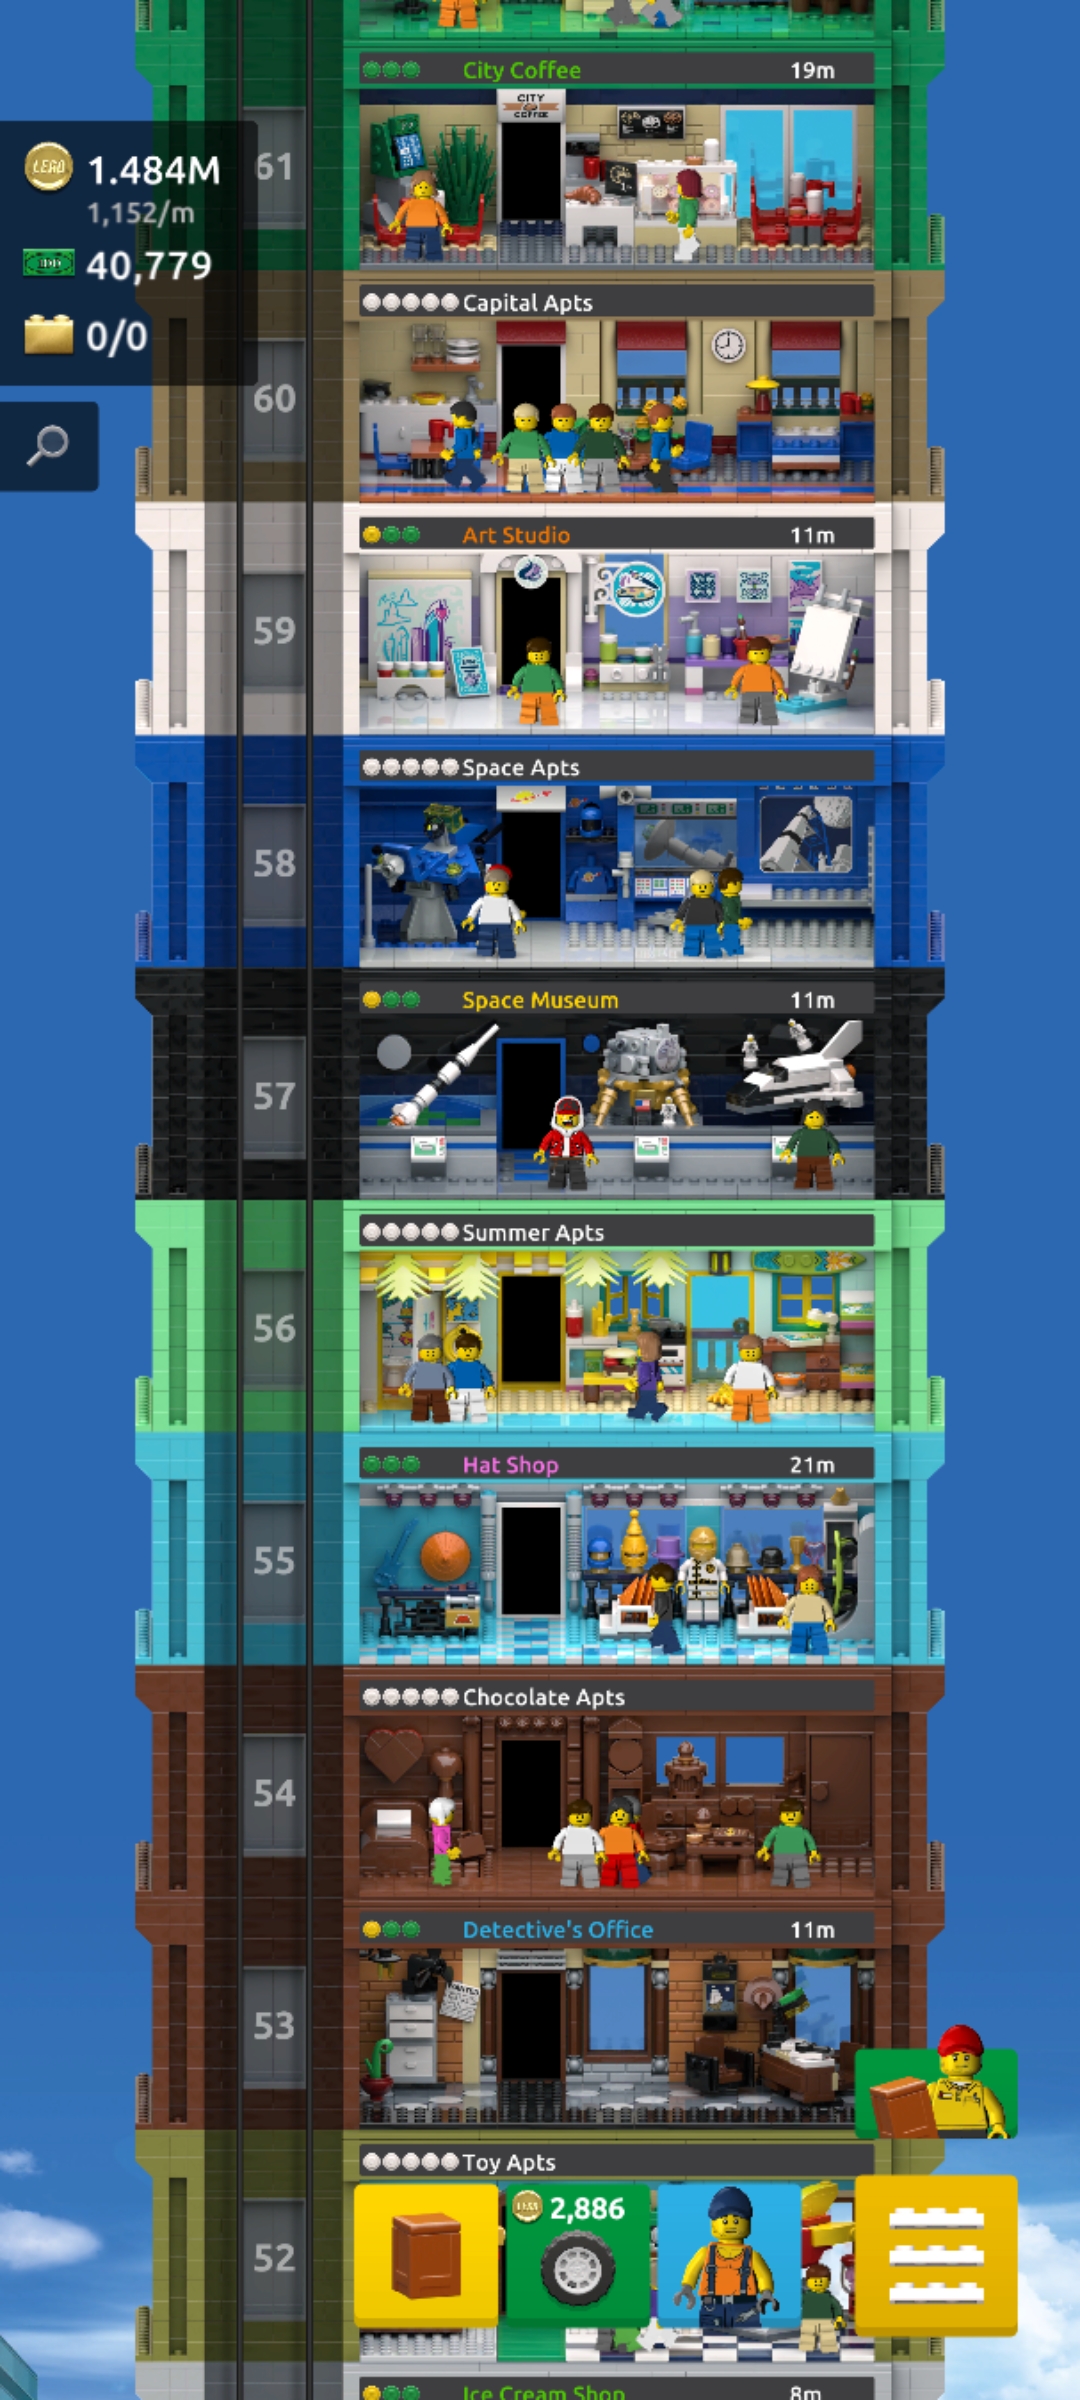 City Coffee 19m
CITY
COFFEE
61
LEGO 1.484M
1,152/m
40,779
0/0
Capital Apts
60
Art Studio 11m
59
Space Apts
58
Space Museum 11m
57
Summer Apts
56
Hat Shop 21m
55
Chocolate Apts
54
Detective's Office 11m
53
Toy Apts
2,886
52
Ice Cream Shop 8m